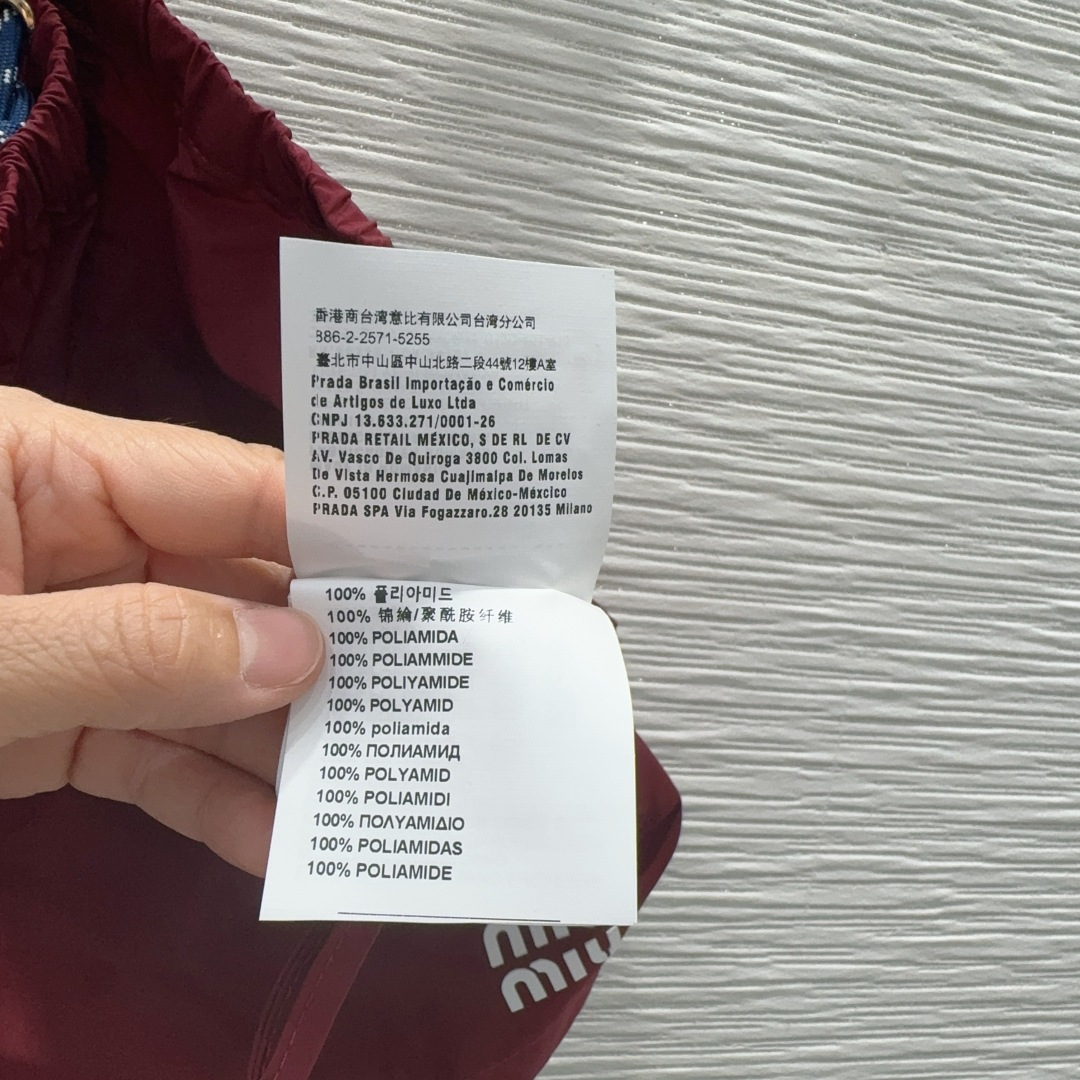 香港商台湾意比有限公司台湾分公司
886-2-2571-5255
臺北市中山區中山北路二段44號12樓A室
Prada Brasil Importação e Comércio
de Artigos de Luxo Ltda
CNPJ 13.633.271/0001-26
PRADA RETAIL MÉXICO, S DE RL DE CV
AV. Vasco De Quiroga 3800 Col. Lomas
De Vista Hermosa Cuajimalpa De Morelos
C.P. 05100 Ciudad De México-Méxcico
PRADA SPA Via Fogazzaro.28 20135 Milano
100% 폴리아미드
100% 锦綸/聚酰胺纤维
100% POLIAMIDA
100% POLIAMMIDE
100% POLIYAMIDE
100% POLYAMID
100% poliamida
100% ПОЛИАМИД
100% POLYAMID
100% POLIAMIDI
100% ΠΟΛΥΑΜΙΔΙΟ
100% POLIAMIDAS
100% POLIAMIDE
miu
miu